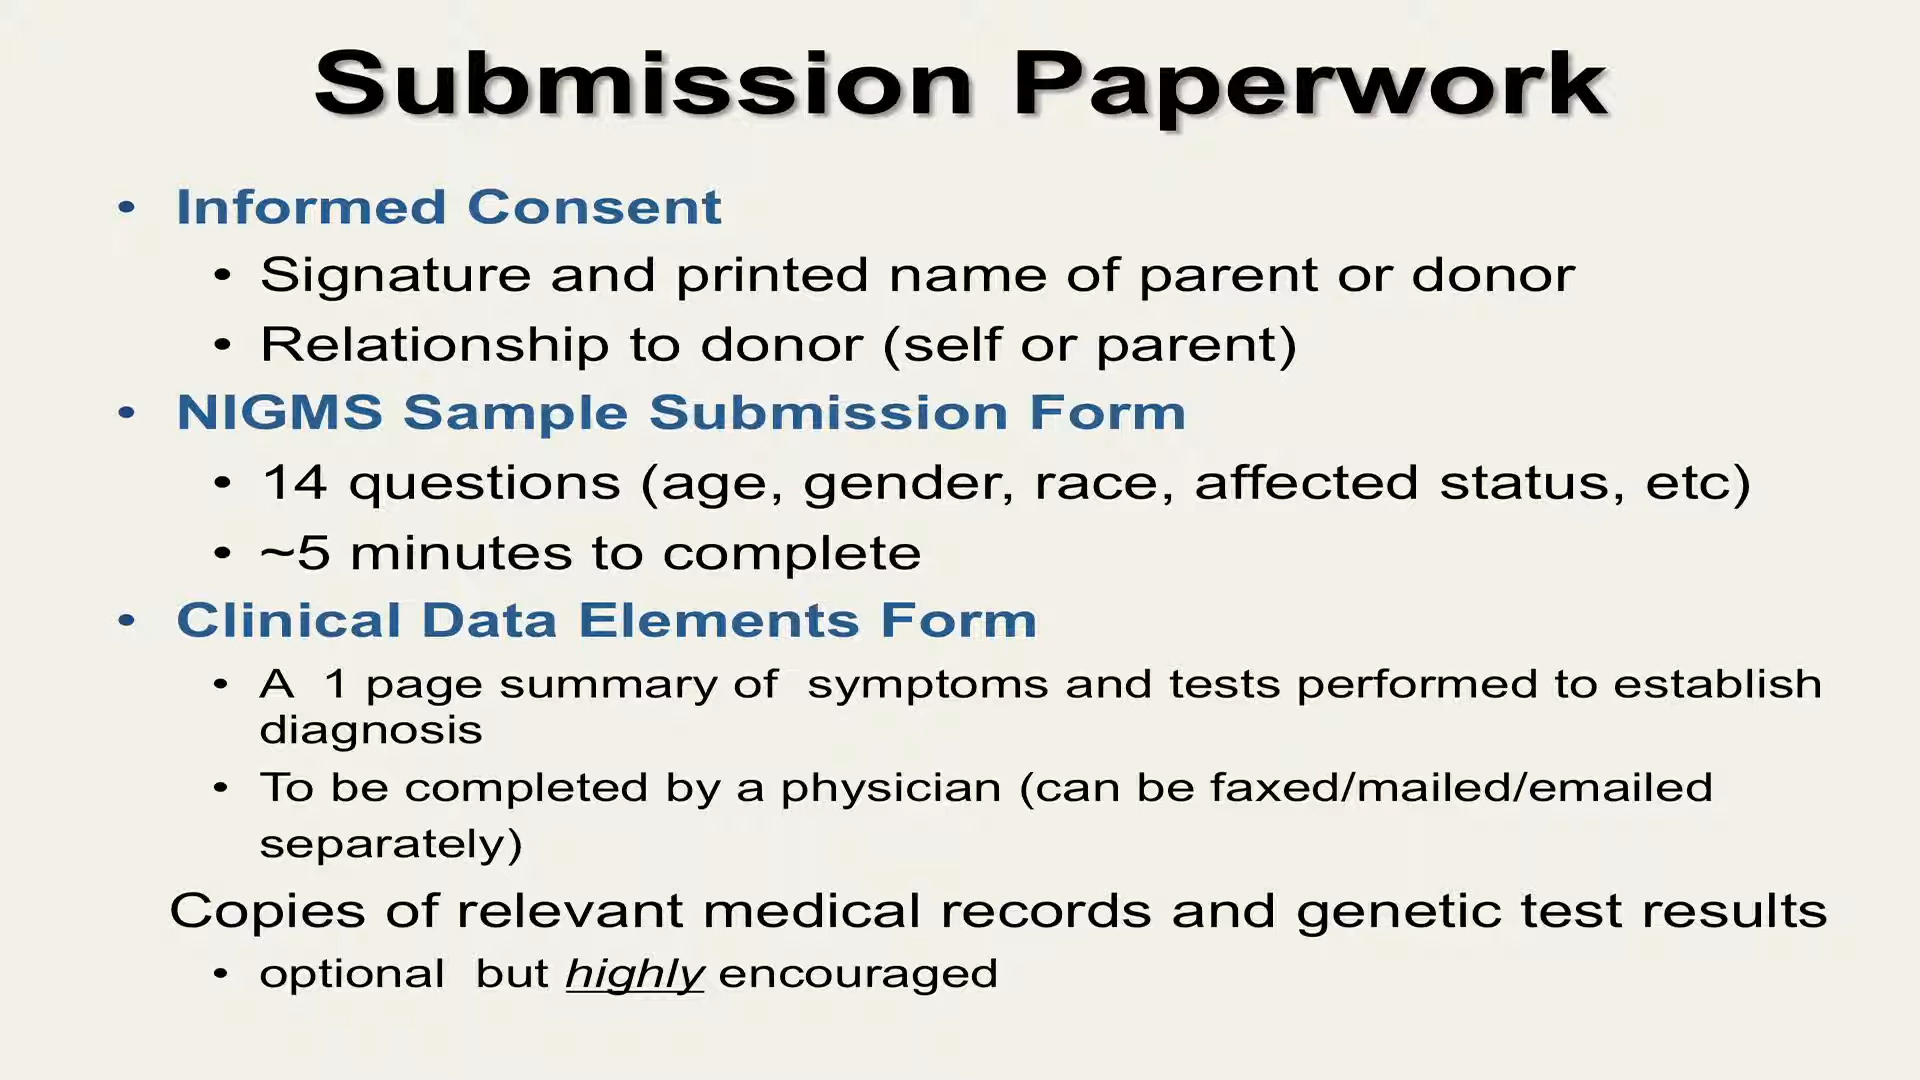 Submission Paperwork
• Informed Consent
• Signature and printed name of parent or donor
• Relationship to donor (self or parent)
• NIGMS Sample Submission Form
• 14 questions (age, gender, race, affected status, etc)
• ~5 minutes to complete
• Clinical Data Elements Form
• A  1 page summary of  symptoms and tests performed to establish
diagnosis
• To be completed by a physician (can be faxed/mailed/emailed
separately)
Copies of relevant medical records and genetic test results
• optional  but highly encouraged